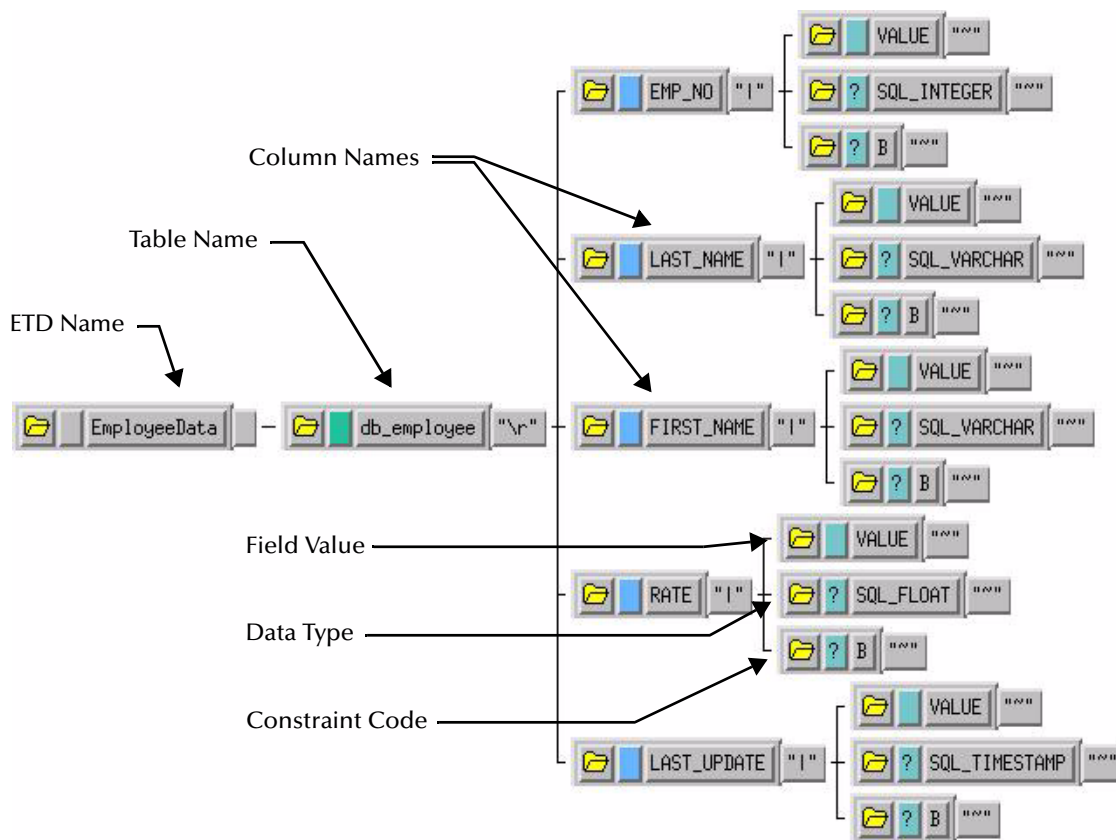 VALUE "~"
EMP_NO "|" SQL_INTEGER "~"
B "~"
Column Names
VALUE "~"
Table Name
LAST_NAME "|" SQL_VARCHAR "~"
B "~"
ETD Name
VALUE "~"
EmployeeData db_employee "\r" FIRST_NAME "|" SQL_VARCHAR "~"
B "~"
Field Value
VALUE "~"
RATE "|" SQL_FLOAT "~"
Data Type
B "~"
Constraint Code
VALUE "~"
LAST_UPDATE "|" SQL_TIMESTAMP "~"
B "~"